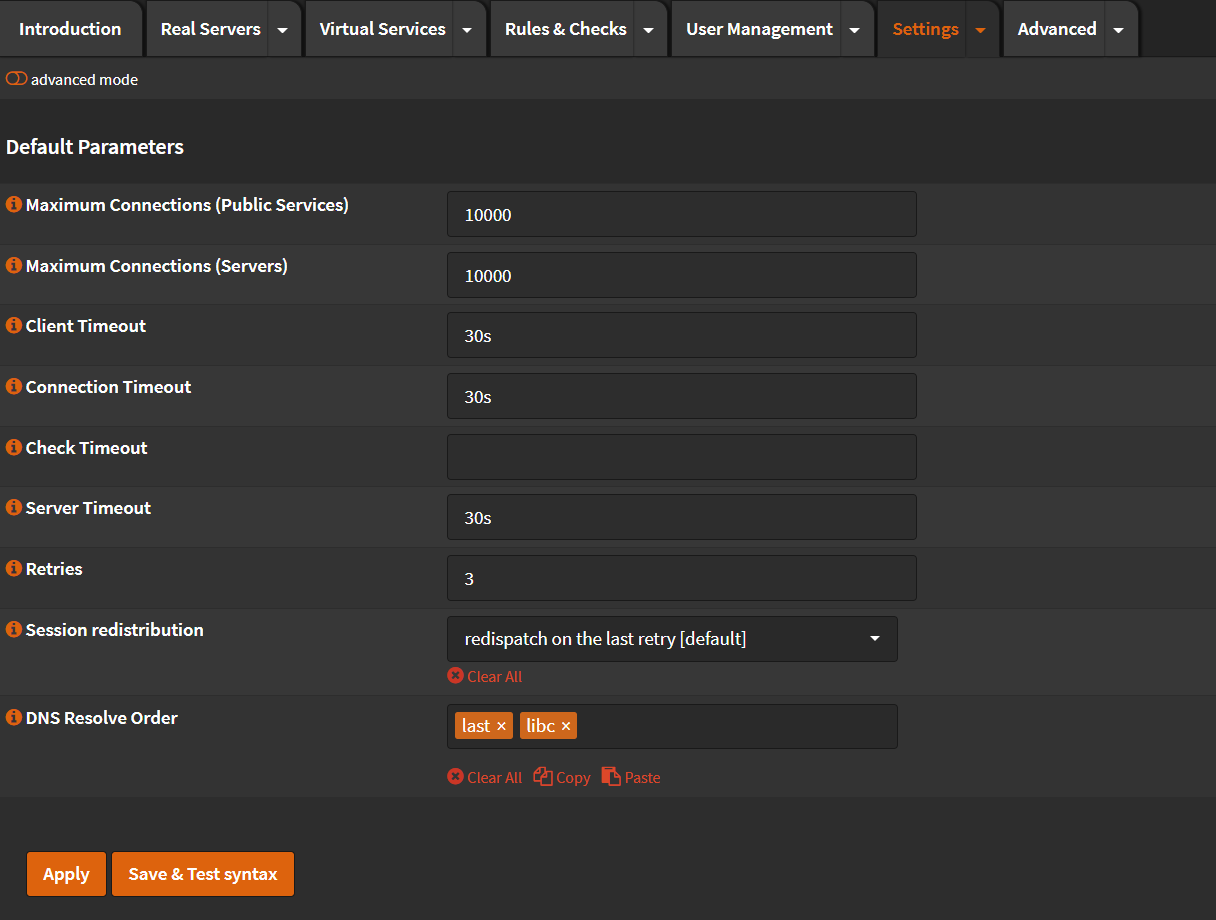 Introduction Real Servers Virtual Services Rules & Checks User Management Settings Advanced
advanced mode
Default Parameters
Maximum Connections (Public Services) 10000
Maximum Connections (Servers) 10000
Client Timeout 30s
Connection Timeout 30s
Check Timeout
Server Timeout 30s
Retries 3
Session redistribution redispatch on the last retry [default]
Clear All
DNS Resolve Order last × libc ×
Clear All Copy Paste
Apply Save & Test syntax